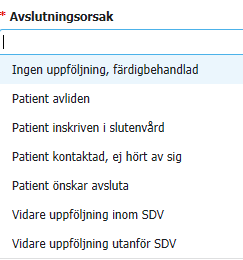 * Avslutningsorsak
Ingen uppföljning, färdigbehandlad
Patient avliden
Patient inskriven i slutenvård
Patient kontaktad, ej hört av sig
Patient önskar avsluta
Vidare uppföljning inom SDV
Vidare uppföljning utanför SDV